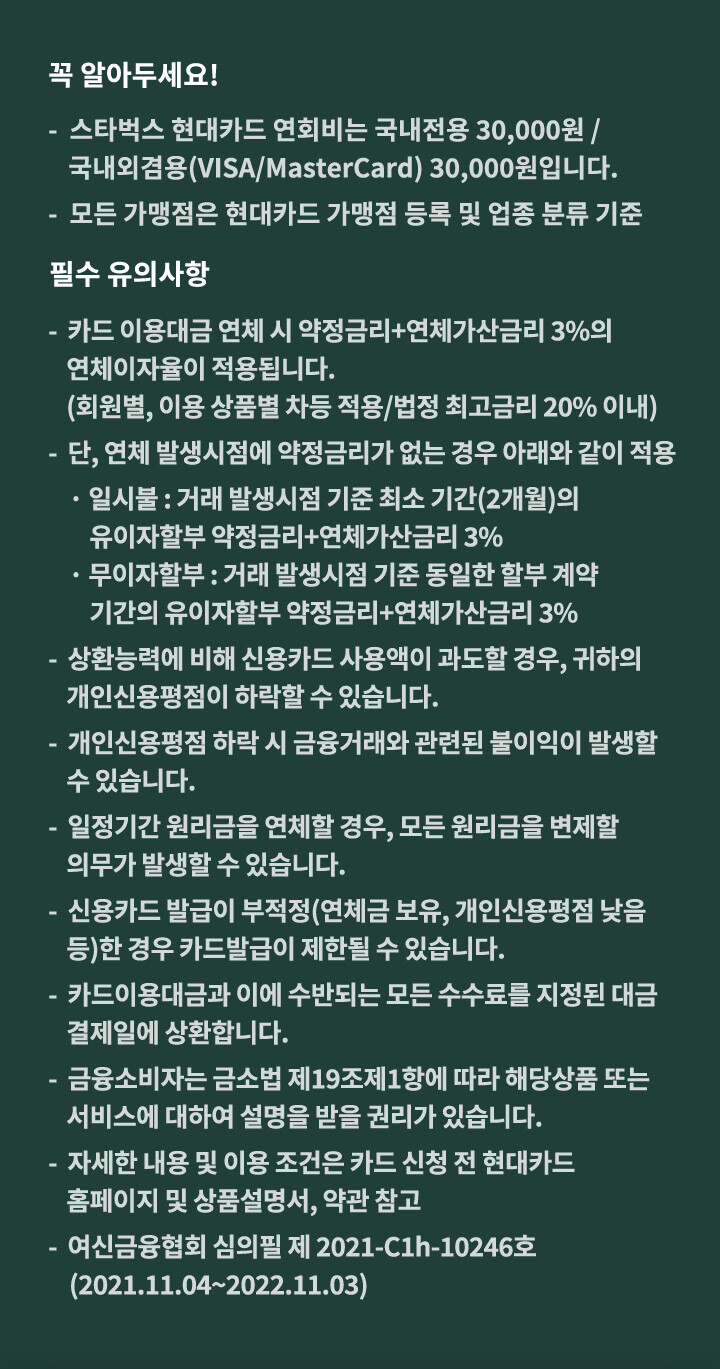 꼭 알아두세요!
- 스타벅스 현대카드 연회비는 국내전용 30,000원 /
국내외겸용(VISA/MasterCard) 30,000원입니다.
- 모든 가맹점은 현대카드 가맹점 등록 및 업종 분류 기준
필수 유의사항
- 카드 이용대금 연체 시 약정금리+연체가산금리 3%의
연체이자율이 적용됩니다.
(회원별, 이용 상품별 차등 적용/법정 최고금리 20% 이내)
- 단, 연체 발생시점에 약정금리가 없는 경우 아래와 같이 적용
· 일시불 : 거래 발생시점 기준 최소 기간(2개월)의
유이자할부 약정금리+연체가산금리 3%
· 무이자할부 : 거래 발생시점 기준 동일한 할부 계약
기간의 유이자할부 약정금리+연체가산금리 3%
- 상환능력에 비해 신용카드 사용액이 과도할 경우, 귀하의
개인신용평점이 하락할 수 있습니다.
- 개인신용평점 하락 시 금융거래와 관련된 불이익이 발생할
수 있습니다.
- 일정기간 원리금을 연체할 경우, 모든 원리금을 변제할
의무가 발생할 수 있습니다.
- 신용카드 발급이 부적정(연체금 보유, 개인신용평점 낮음
등)한 경우 카드발급이 제한될 수 있습니다.
- 카드이용대금과 이에 수반되는 모든 수수료를 지정된 대금
결제일에 상환합니다.
- 금융소비자는 금소법 제19조제1항에 따라 해당상품 또는
서비스에 대하여 설명을 받을 권리가 있습니다.
- 자세한 내용 및 이용 조건은 카드 신청 전 현대카드
홈페이지 및 상품설명서, 약관 참고
- 여신금융협회 심의필 제 2021-C1h-10246호
(2021.11.04~2022.11.03)